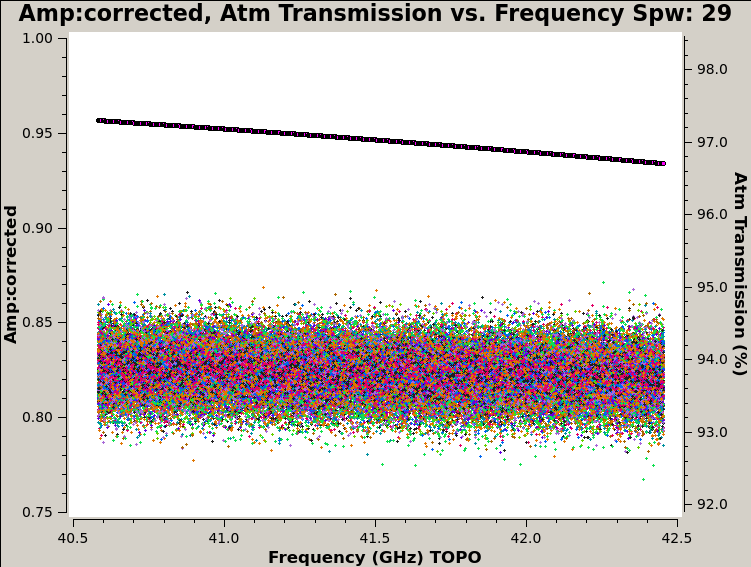 Amp:corrected, Atm Transmission vs. Frequency Spw: 29
1.00
0.95
0.90
0.85
0.80
0.75
Amp:corrected
98.0
97.0
96.0
95.0
94.0
93.0
92.0
Atm Transmission (%)
40.5 41.0 41.5 42.0 42.5
Frequency (GHz) TOPO